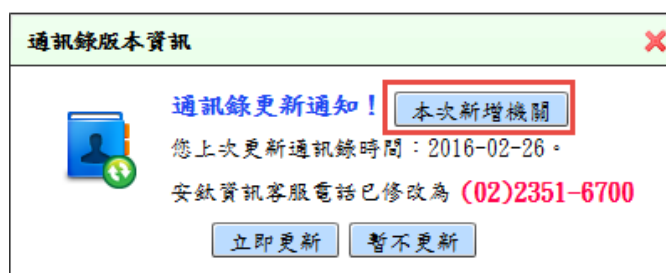 通訊錄版本資訊
通訊錄更新通知！ 本次新增機關
您上次更新通訊錄時間：2016-02-26。
安鈦資訊客服電話已修改為 (02)2351-6700
立即更新 暫不更新